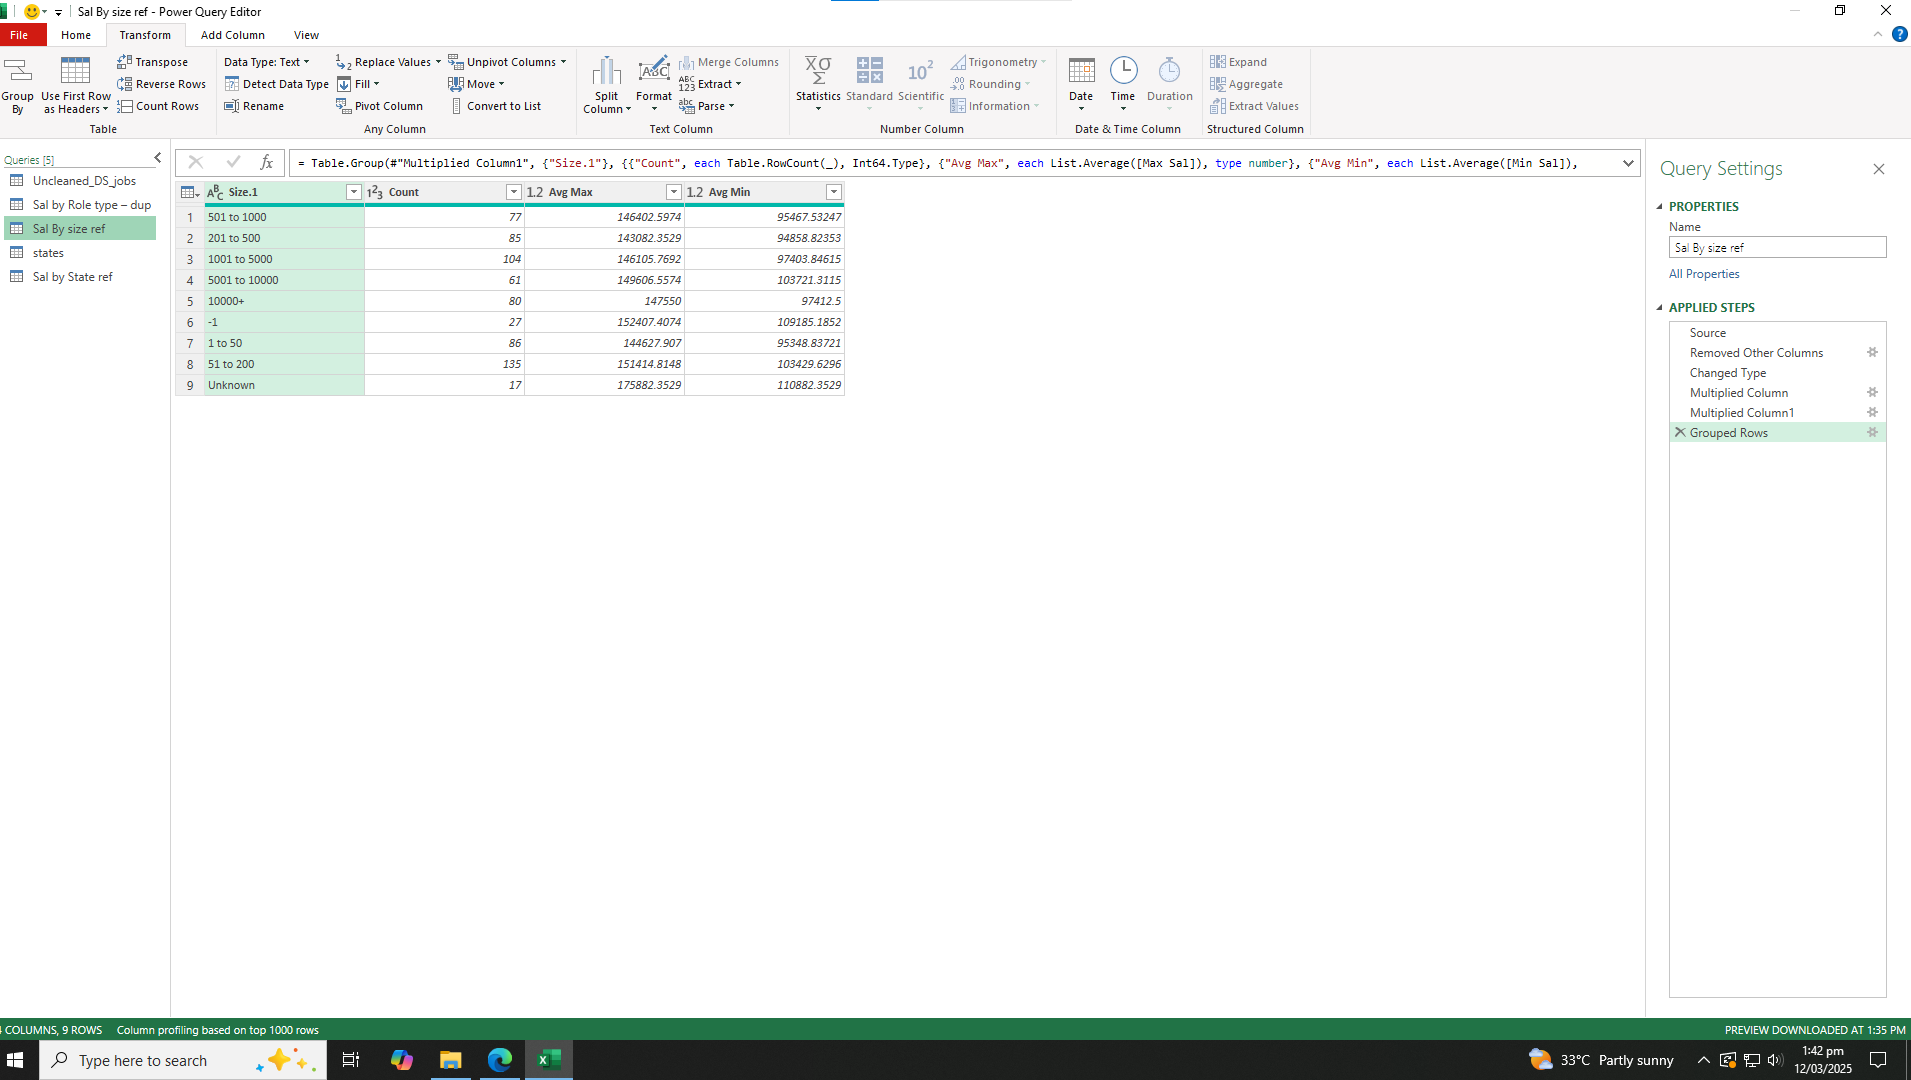 Sal By size ref - Power Query Editor
File Home Transform Add Column View
Group By
Use First Row as Headers
Transpose
Reverse Rows
Count Rows
Table
Data Type: Text
Detect Data Type
Rename
Replace Values
Fill
Pivot Column
Unpivot Columns
Move
Convert to List
Any Column
Split Column
Format
Merge Columns
Extract
Parse
Text Column
Statistics
Standard
Scientific
Trigonometry
Rounding
Information
Number Column
Date
Time
Duration
Date & Time Column
Expand
Aggregate
Extract Values
Structured Column
Queries [5]
Uncleaned_DS_jobs
Sal by Role type – dup
Sal By size ref
states
Sal by State ref
fx
= Table.Group(#"Multiplied Column1", {"Size.1"}, {{"Count", each Table.RowCount(_), Int64.Type}, {"Avg Max", each List.Average([Max Sal]), type number}, {"Avg Min", each List.Average([Min Sal]),
Size.1 Count Avg Max Avg Min
1 501 to 1000 77 146402.5974 95467.53247
2 201 to 500 85 143082.3529 94858.82353
3 1001 to 5000 104 146105.7692 97403.84615
4 5001 to 10000 61 149606.5574 103721.3115
5 10000+ 80 147550 97412.5
6 -1 27 152407.4074 109185.1852
7 1 to 50 86 144627.907 95348.83721
8 51 to 200 135 151414.8148 103429.6296
9 Unknown 17 175882.3529 110882.3529
Query Settings
PROPERTIES
Name
Sal By size ref
All Properties
APPLIED STEPS
Source
Removed Other Columns
Changed Type
Multiplied Column
Multiplied Column1
Grouped Rows
4 COLUMNS, 9 ROWS Column profiling based on top 1000 rows
PREVIEW DOWNLOADED AT 1:35 PM
Type here to search
33°C Partly sunny
1:42 pm
12/03/2025